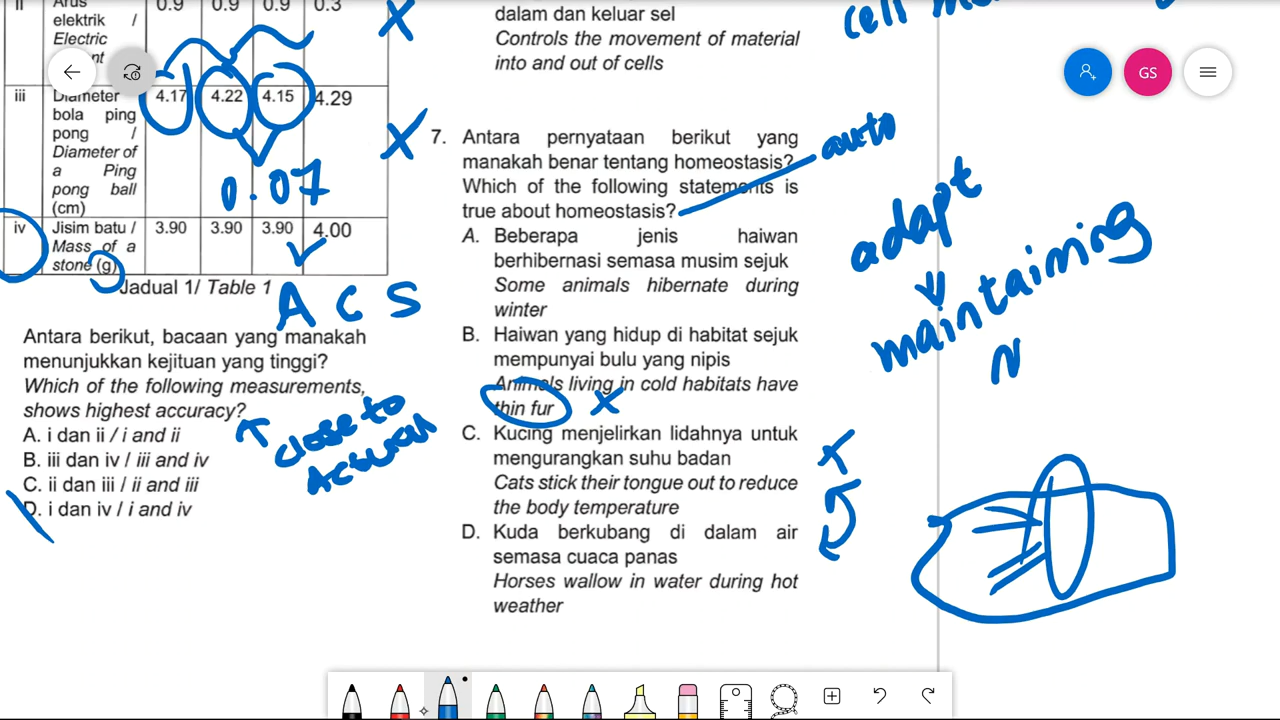 ii Arus 0.9 0.9 0.9 0.3
elektrik /
Electric
nt
iii Diameter 4.17 4.22 4.15 4.29
bola ping
pong /
Diameter of
a Ping
pong ball
(cm)
0.07
iv Jisim batu / 3.90 3.90 3.90 4.00
Mass of a
stone (g)
Jadual 1/ Table 1
A C S
Antara berikut, bacaan yang manakah
menunjukkan kejituan yang tinggi?
Which of the following measurements,
shows highest accuracy?
close to
Actual
A. i dan ii / i and ii
B. iii dan iv / iii and iv
C. ii dan iii / ii and iii
D. i dan iv / i and iv
dalam dan keluar sel
Controls the movement of material
into and out of cells
cell
7. Antara pernyataan berikut yang
manakah benar tentang homeostasis?
Which of the following statements is
true about homeostasis?
auto
A. Beberapa jenis haiwan
berhibernasi semasa musim sejuk
Some animals hibernate during
winter
B. Haiwan yang hidup di habitat sejuk
mempunyai bulu yang nipis
Animals living in cold habitats have
thin fur
C. Kucing menjelirkan lidahnya untuk
mengurangkan suhu badan
Cats stick their tongue out to reduce
the body temperature
D. Kuda berkubang di dalam air
semasa cuaca panas
Horses wallow in water during hot
weather
adapt
maintaining
GS